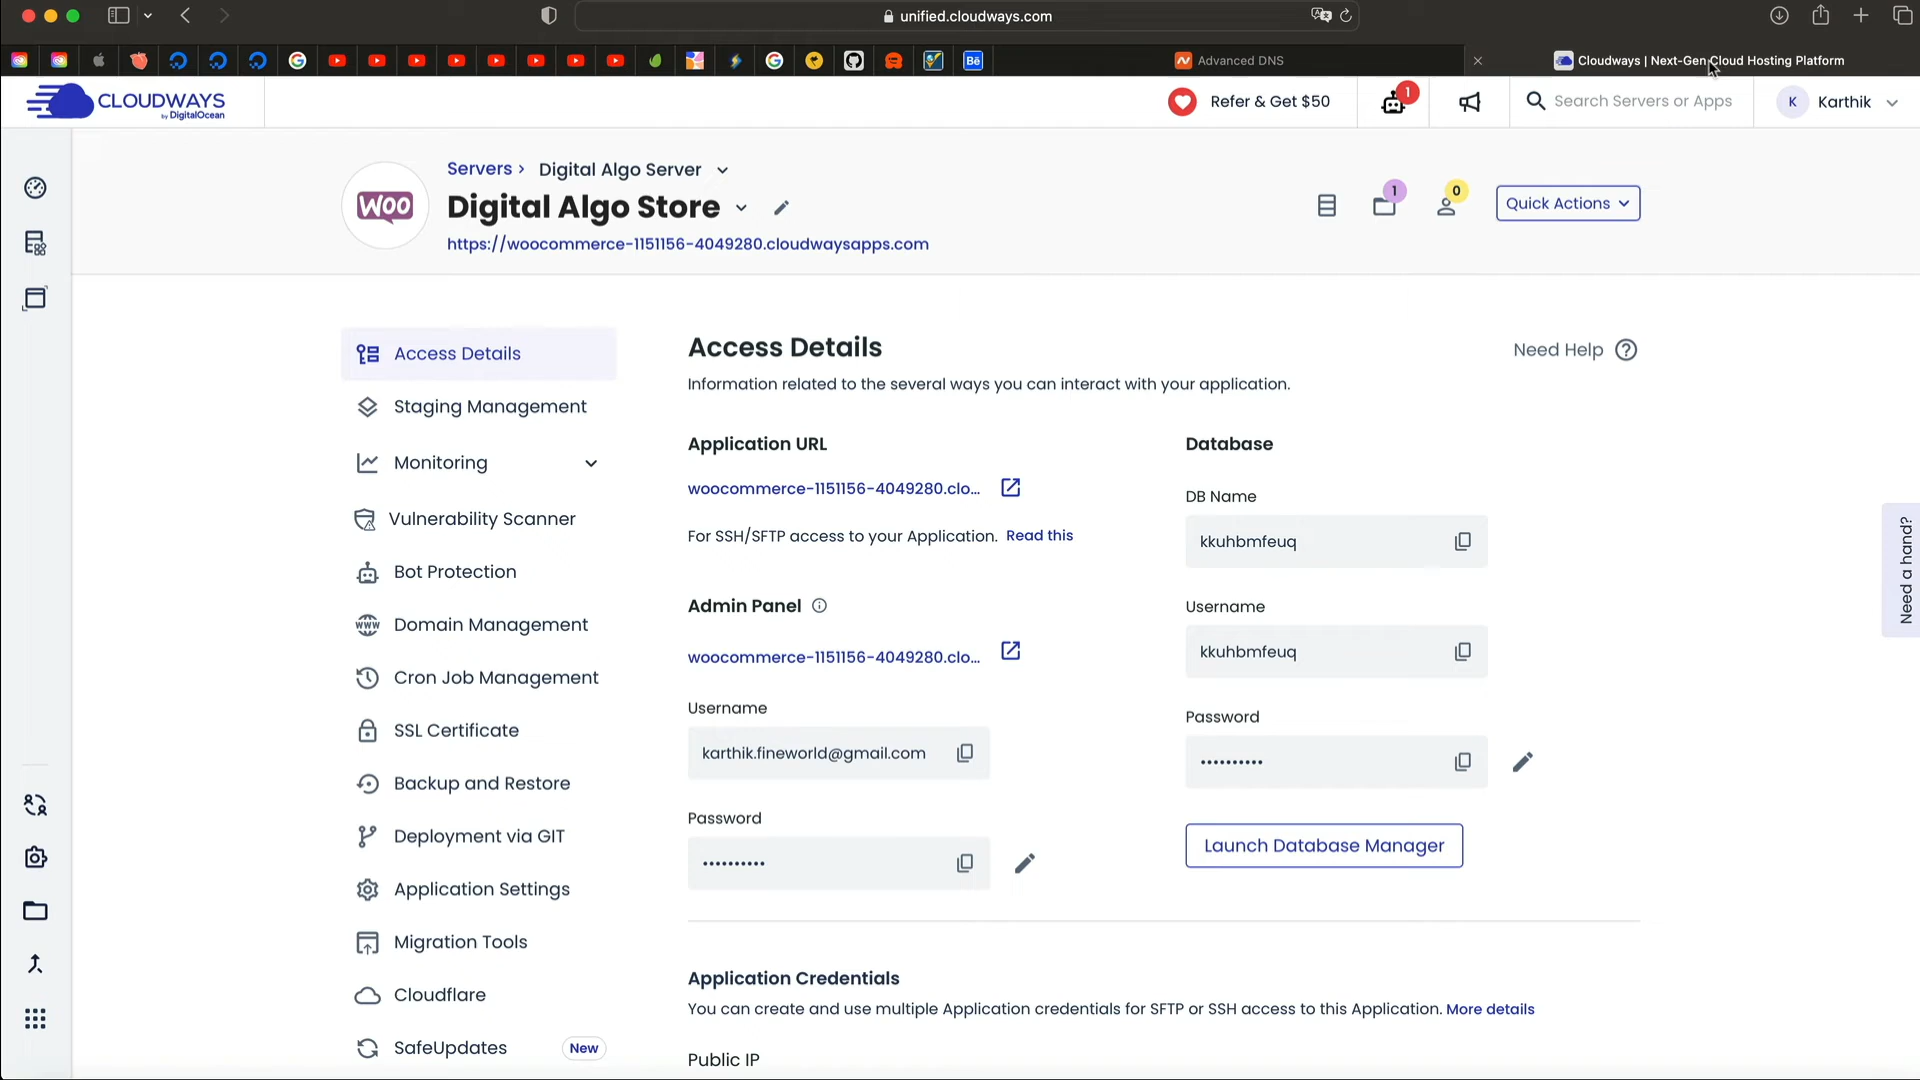 unified.cloudways.com
Bē
Advanced DNS
Cloudways | Next-Gen Cloud Hosting Platform
CLOUDWAYS
by DigitalOcean
Refer & Get $50
1
Search Servers or Apps
K
Karthik
Servers ›
Digital Algo Server
WOO
Digital Algo Store
1
0
Quick Actions
https://woocommerce-1151156-4049280.cloudwaysapps.com
Access Details
Staging Management
Monitoring
Vulnerability Scanner
Bot Protection
Domain Management
Cron Job Management
SSL Certificate
Backup and Restore
Deployment via GIT
Application Settings
Migration Tools
Cloudflare
SafeUpdates
New
Access Details
Need Help
Information related to the several ways you can interact with your application.
Application URL
woocommerce-1151156-4049280.clo...
For SSH/SFTP access to your Application. Read this
Admin Panel
woocommerce-1151156-4049280.clo...
Username
karthik.fineworld@gmail.com
Password
••••••••••
Database
DB Name
kkuhbmfeuq
Username
kkuhbmfeuq
Password
••••••••••
Launch Database Manager
Application Credentials
You can create and use multiple Application credentials for SFTP or SSH access to this Application. More details
Public IP
Need a hand?